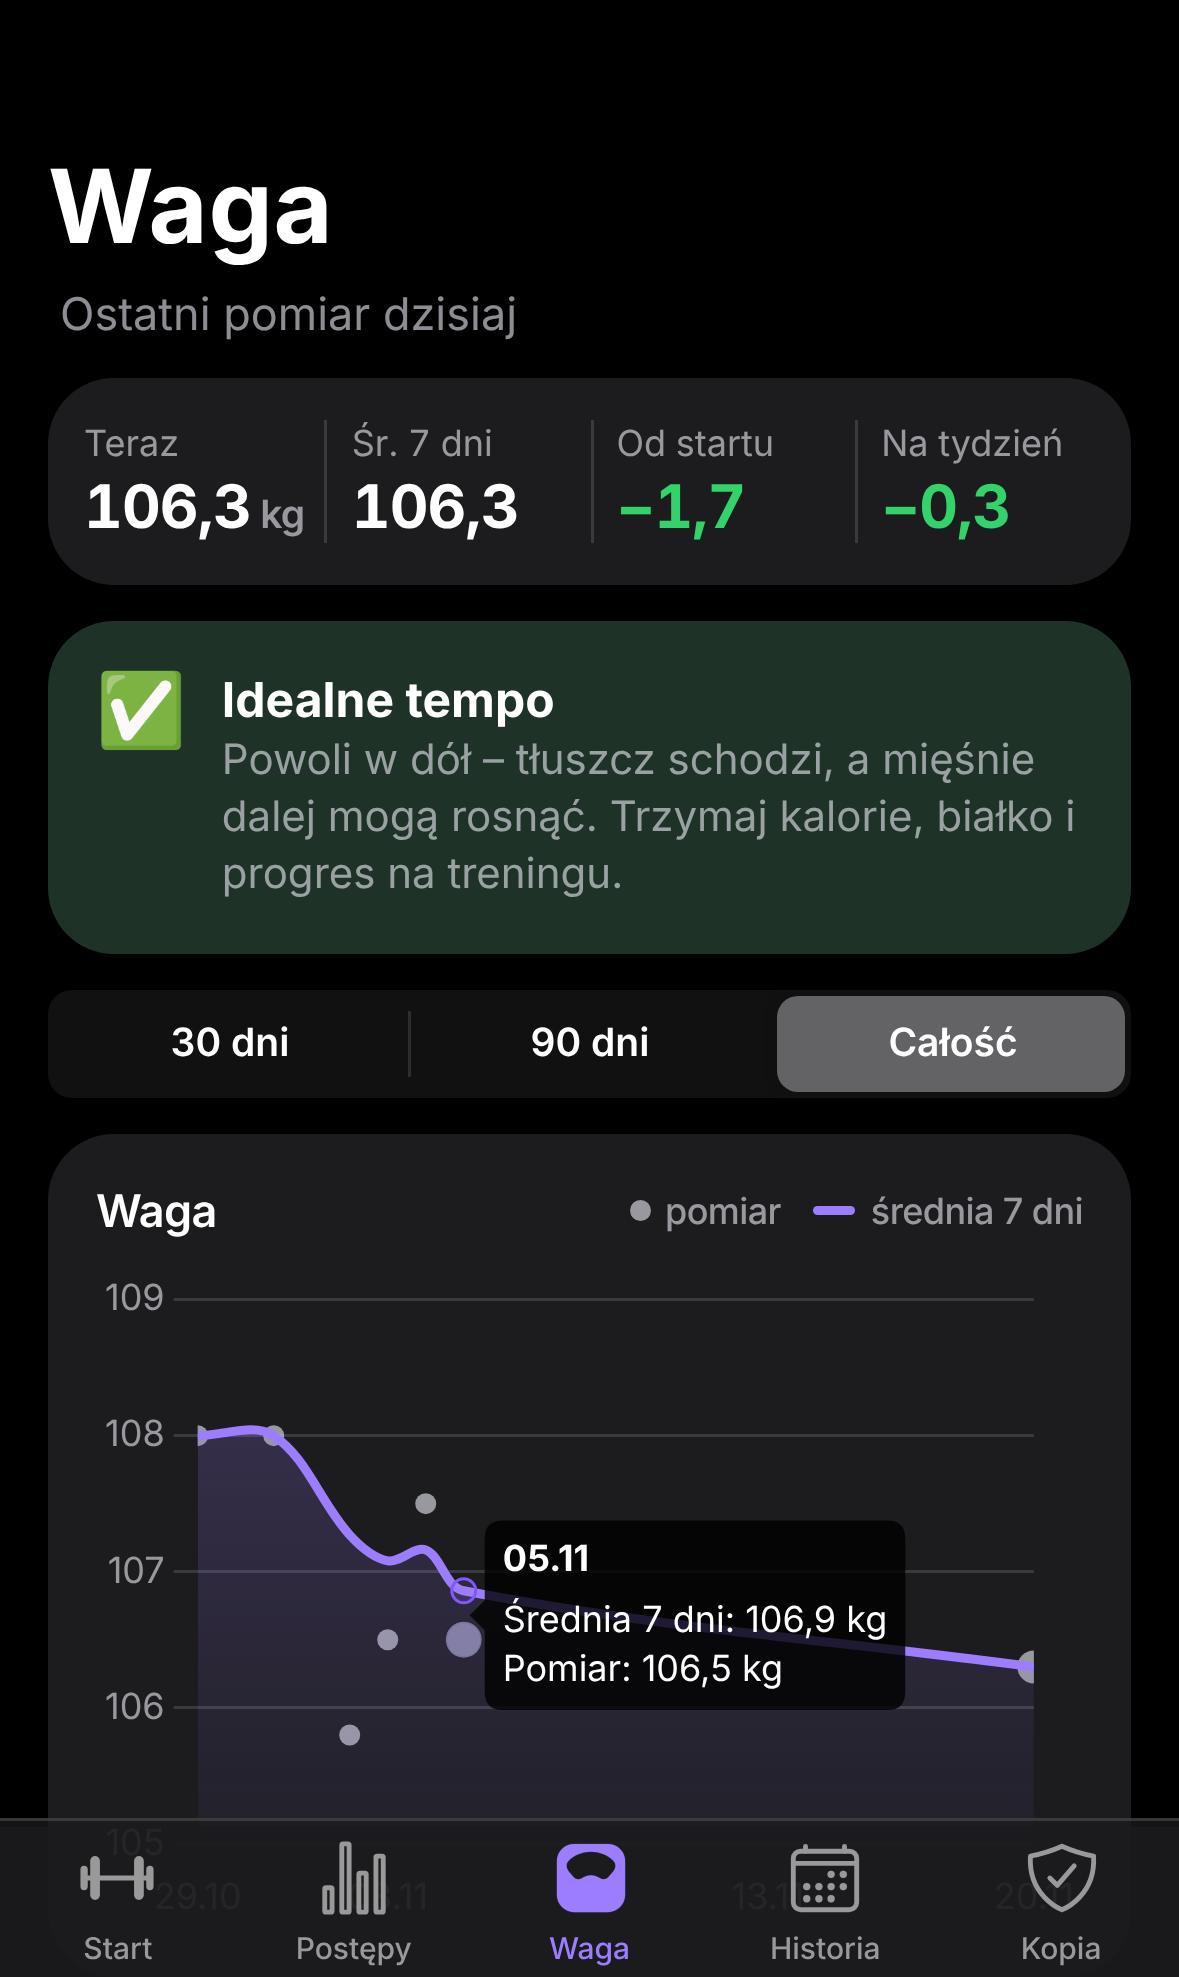 Waga
Ostatni pomiar dzisiaj
Teraz
106,3 kg
Śr. 7 dni
106,3
Od startu
−1,7
Na tydzień
−0,3
Idealne tempo
Powoli w dół – tłuszcz schodzi, a mięśnie
dalej mogą rosnąć. Trzymaj kalorie, białko i
progres na treningu.
30 dni
90 dni
Całość
Waga
pomiar
średnia 7 dni
109
108
107
106
105
05.11
Średnia 7 dni: 106,9 kg
Pomiar: 106,5 kg
29.10
Start
Postępy
Waga
Historia
Kopia